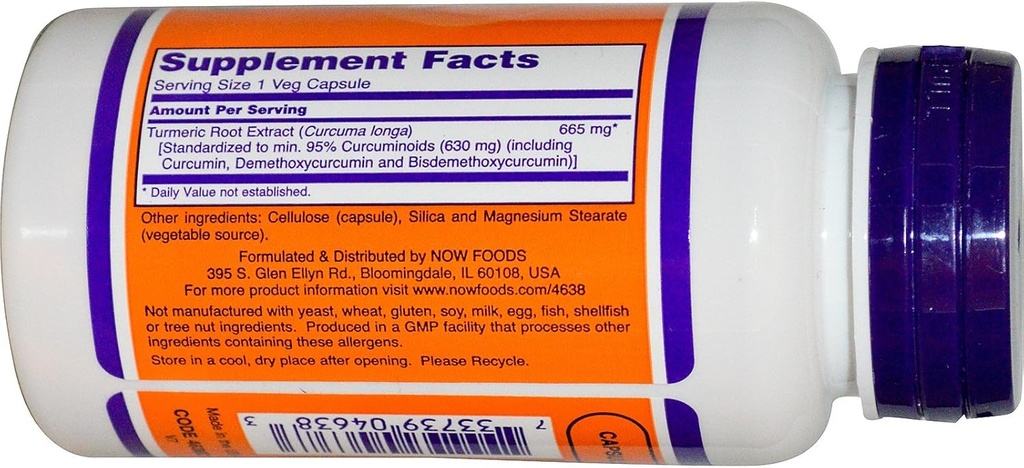 Supplement Facts
Serving Size 1 Veg Capsule
Amount Per Serving
Turmeric Root Extract (Curcuma longa) 665 mg*
[Standardized to min. 95% Curcuminoids (630 mg) (including
Curcumin, Demethoxycurcumin and Bisdemethoxycurcumin)]
* Daily Value not established.
Other ingredients: Cellulose (capsule), Silica and Magnesium Stearate
(vegetable source).
Formulated & Distributed by NOW FOODS
395 S. Glen Ellyn Rd., Bloomingdale, IL 60108, USA
For more product information visit www.nowfoods.com/4638
Not manufactured with yeast, wheat, gluten, soy, milk, egg, fish, shellfish
or tree nut ingredients. Produced in a GMP facility that processes other
ingredients containing these allergens.
Store in a cool, dry place after opening. Please Recycle.
7 33739 04638 3
Made in the
CODE